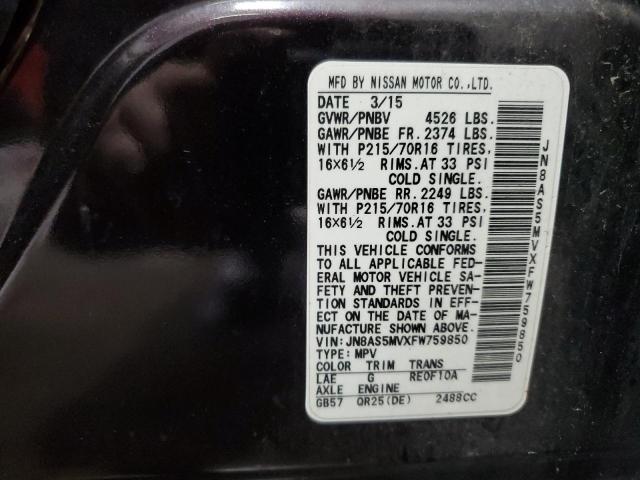 MFD BY NISSAN MOTOR CO.,LTD.
DATE 3/15
GVWR/PNBV 4526 LBS.
GAWR/PNBE FR. 2374 LBS.
WITH P215/70R16 TIRES,
16X6½ RIMS.AT 33 PSI
COLD SINGLE.
GAWR/PNBE RR. 2249 LBS.
WITH P215/70R16 TIRES,
16X6½ RIMS.AT 33 PSI
COLD SINGLE.
THIS VEHICLE CONFORMS
TO ALL APPLICABLE FED-
ERAL MOTOR VEHICLE SA-
FETY AND THEFT PREVEN-
TION STANDARDS IN EFF-
ECT ON THE DATE OF MA-
NUFACTURE SHOWN ABOVE.
VIN: JN8AS5MVXFW759850
TYPE: MPV
COLOR TRIM TRANS
LAE G RE0F10A
AXLE ENGINE
GB57 QR25(DE) 2488CC
JN8AS5MVXFW759850